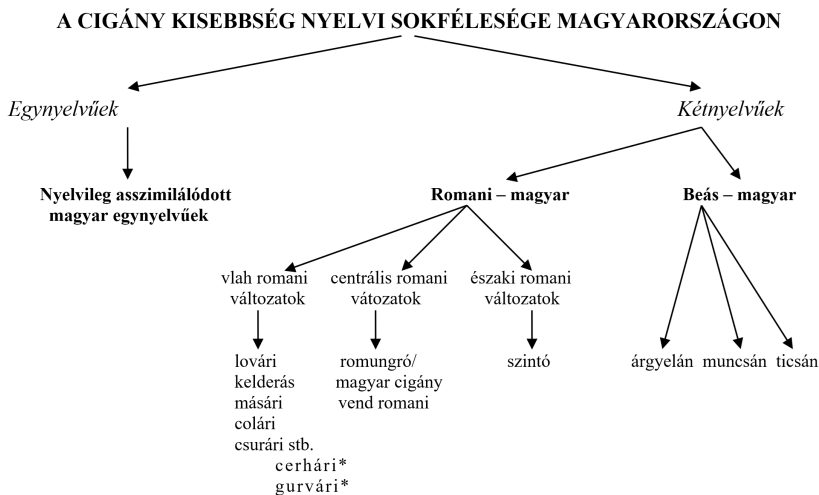 A CIGÁNY KISEBBSÉG NYELVI SOKFÉLESÉGE MAGYARORSZÁGON
Egynyelvűek
Kétnyelvűek
Nyelvileg asszimilálódott
magyar egynyelvűek
Romani – magyar
Beás – magyar
vlah romani
változatok
centrális romani
vátozatok
északi romani
változatok
lovári
kelderás
másári
colári
csurári stb.
cerhári*
gurvári*
romungró/
magyar cigány
vend romani
szintó
árgyelán
muncsán
ticsán